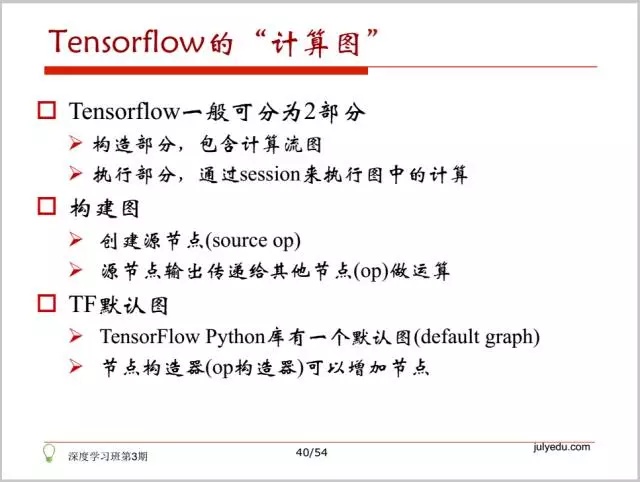 Tensorflow的“计算图”
Tensorflow一般可分为2部分
构造部分，包含计算流图
执行部分，通过session来执行图中的计算
构建图
创建源节点(source op)
源节点输出传递给其他节点(op)做运算
TF默认图
TensorFlow Python库有一个默认图(default graph)
节点构造器(op构造器)可以增加节点
深度学习班第3期
40/54
julyedu.com